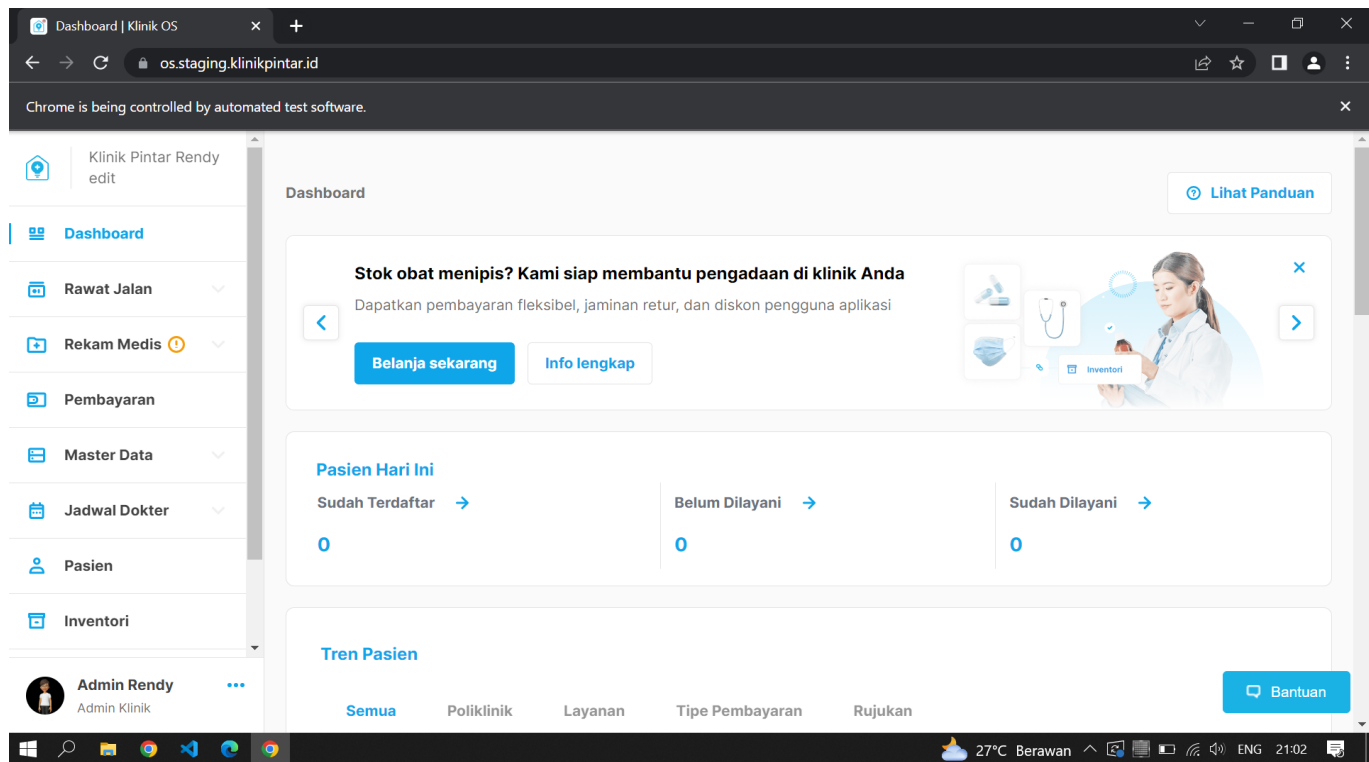 Dashboard | Klinik OS
os.staging.klinikpintar.id
Chrome is being controlled by automated test software.
Klinik Pintar Rendy
edit
Dashboard
Rawat Jalan
Rekam Medis
Pembayaran
Master Data
Jadwal Dokter
Pasien
Inventori
Admin Rendy
Admin Klinik
Dashboard
Lihat Panduan
Stok obat menipis? Kami siap membantu pengadaan di klinik Anda
Dapatkan pembayaran fleksibel, jaminan retur, dan diskon pengguna aplikasi
Belanja sekarang
Info lengkap
Inventori
Pasien Hari Ini
Sudah Terdaftar
0
Belum Dilayani
0
Sudah Dilayani
0
Tren Pasien
Semua
Poliklinik
Layanan
Tipe Pembayaran
Rujukan
Bantuan
27°C Berawan
ENG
21:02